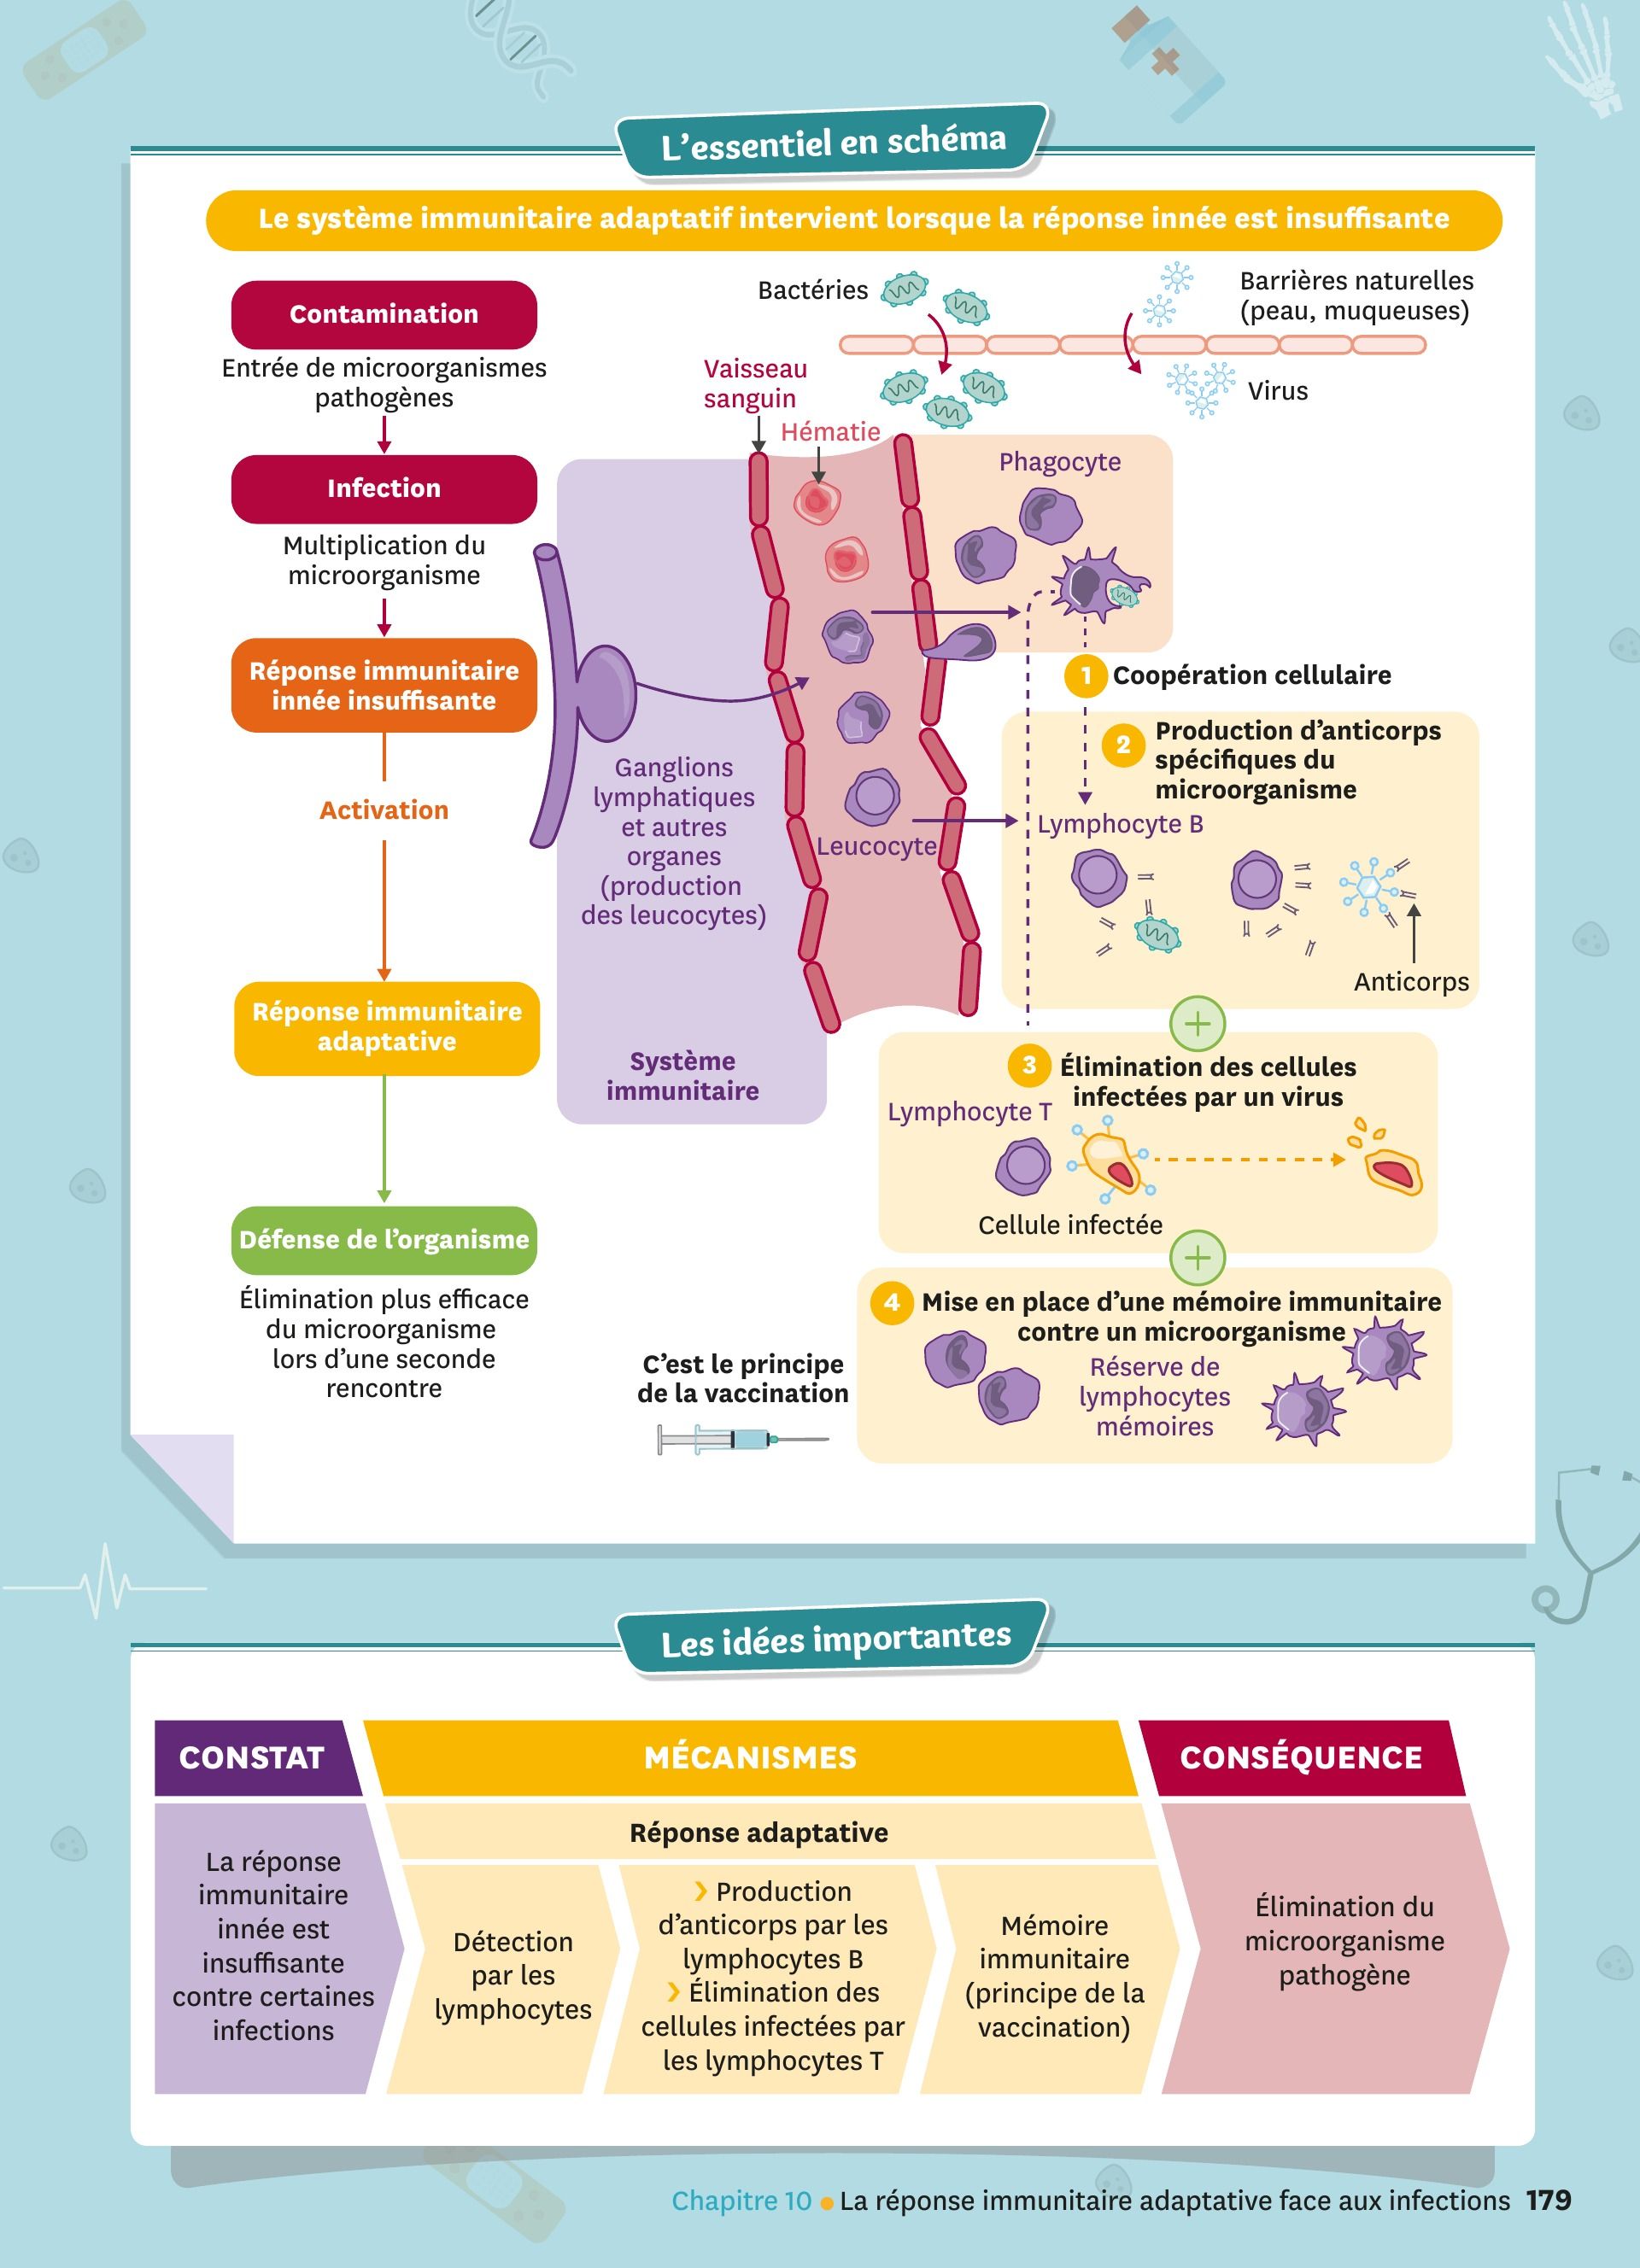 L'essentiel en schéma
Le système immunitaire adaptatif intervient lorsque la réponse innée est insuffisante
Contamination
Entrée de microorganismes
pathogènes
Infection
Multiplication du
microorganisme
Réponse immunitaire
innée insuffisante
Activation
Réponse immunitaire
adaptative
Défense de l'organisme
Élimination plus efficace
du microorganisme
lors d'une seconde
rencontre
Bactéries
Barrières naturelles
(peau, muqueuses)
Virus
Vaisseau
sanguin
Hématie
Phagocyte
Ganglions
lymphatiques
et autres
organes
(production
des leucocytes)
Leucocyte
Système
immunitaire
1 Coopération cellulaire
2 Production d'anticorps
spécifiques du
microorganisme
Lymphocyte B
Anticorps
+
3 Élimination des cellules
infectées par un virus
Lymphocyte T
Cellule infectée
+
4 Mise en place d'une mémoire immunitaire
contre un microorganisme
Réserve de
lymphocytes
mémoires
C'est le principe
de la vaccination
Les idées importantes
CONSTAT
La réponse
immunitaire
innée est
insuffisante
contre certaines
infections
MÉCANISMES
Réponse adaptative
Détection
par les
lymphocytes
› Production
d'anticorps par les
lymphocytes B
› Élimination des
cellules infectées par
les lymphocytes T
Mémoire
immunitaire
(principe de la
vaccination)
CONSÉQUENCE
Élimination du
microorganisme
pathogène
Chapitre 10 • La réponse immunitaire adaptative face aux infections 179